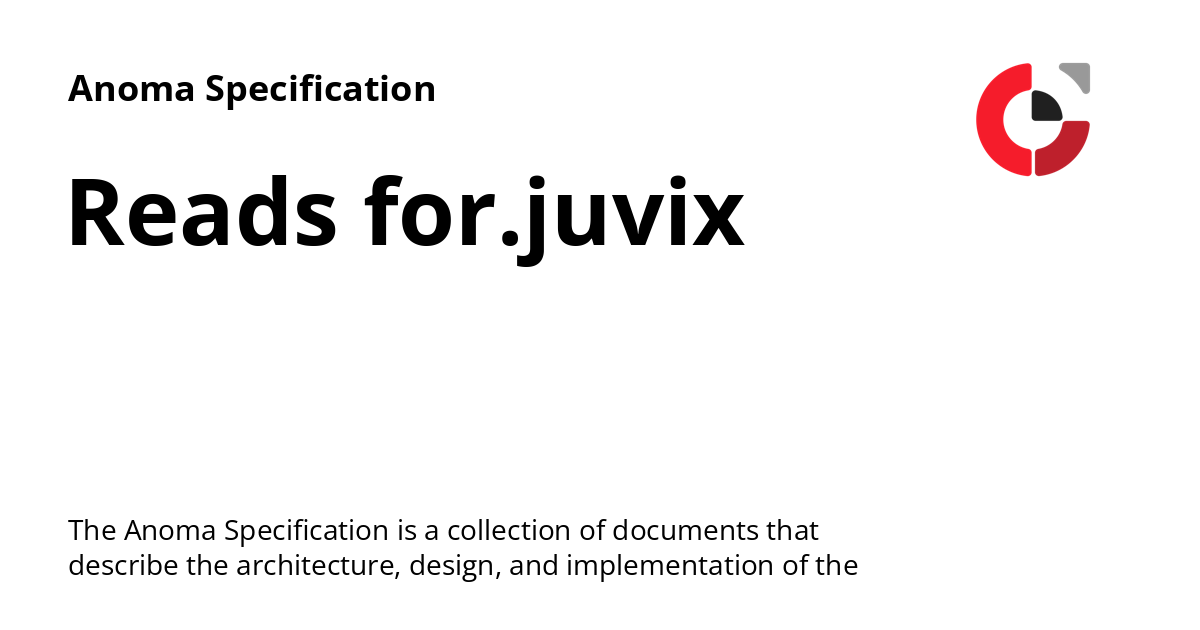 Anoma Specification
Reads for.juvix
The Anoma Specification is a collection of documents that
describe the architecture, design, and implementation of the